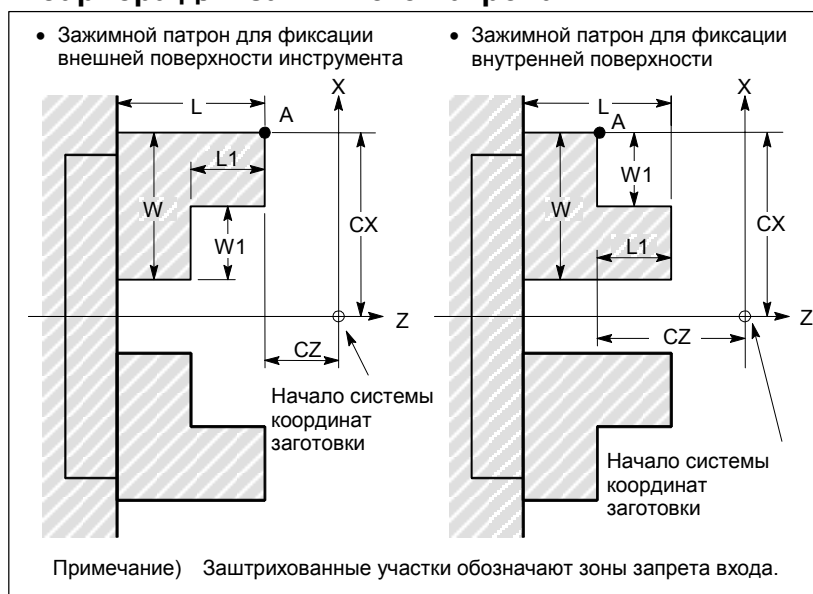 • Зажимной патрон для фиксации
внешней поверхности инструмента
L
A
X
L1
W
W1
CX
Z
CZ
Начало системы
координат
заготовки
• Зажимной патрон для фиксации
внутренней поверхности
L
X
A
W1
W
CX
L1
Z
CZ
Начало системы
координат
заготовки
Примечание) Заштрихованные участки обозначают зоны запрета входа.